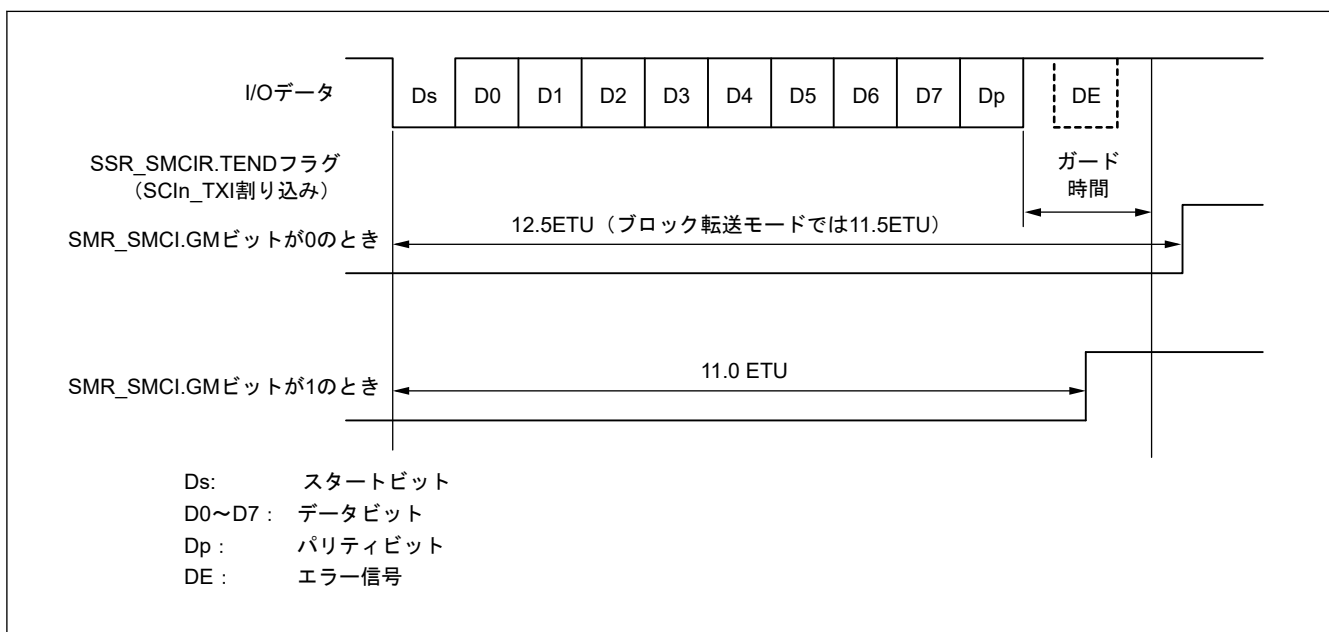 I/Oデータ
Ds D0 D1 D2 D3 D4 D5 D6 D7 Dp DE
SSR_SMCIR.TENDフラグ
（SCIn_TXI割り込み）
ガード
時間
12.5ETU（ブロック転送モードでは11.5ETU）
SMR_SMCI.GMビットが0のとき
11.0 ETU
SMR_SMCI.GMビットが1のとき
Ds: スタートビット
D0～D7： データビット
Dp： パリティビット
DE： エラー信号